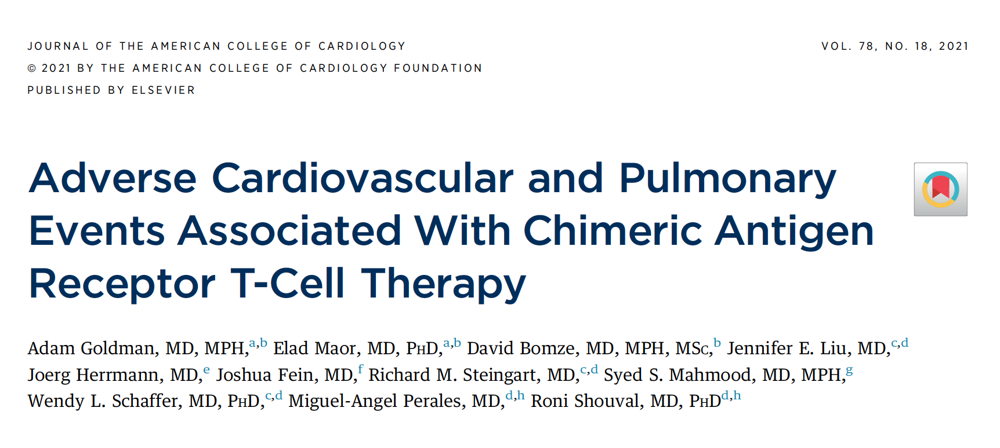 JOURNAL OF THE AMERICAN COLLEGE OF CARDIOLOGY
VOL. 78, NO. 18, 2021
© 2021 BY THE AMERICAN COLLEGE OF CARDIOLOGY FOUNDATION
PUBLISHED BY ELSEVIER
Adverse Cardiovascular and Pulmonary
Events Associated With Chimeric Antigen
Receptor T-Cell Therapy
Adam Goldman, MD, MPH,a,b Elad Maor, MD, PHD,a,b David Bomze, MD, MPH, MSC,b Jennifer E. Liu, MD,c,d
Joerg Herrmann, MD,e Joshua Fein, MD,f Richard M. Steingart, MD,c,d Syed S. Mahmood, MD, MPH,g
Wendy L. Schaffer, MD, PHD,c,d Miguel-Angel Perales, MD,d,h Roni Shouval, MD, PHDd,h